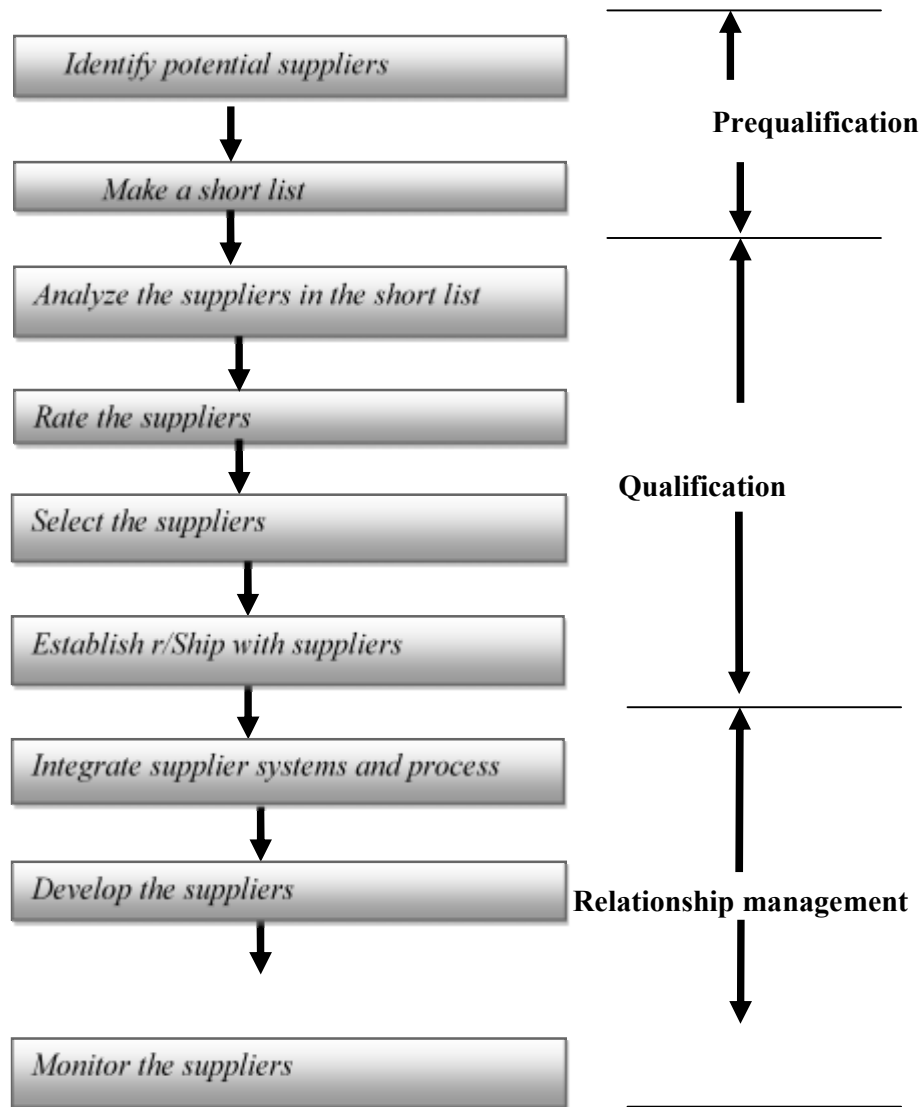 Identify potential suppliers
Prequalification
Make a short list
Analyze the suppliers in the short list
Rate the suppliers
Qualification
Select the suppliers
Establish r/Ship with suppliers
Integrate supplier systems and process
Develop the suppliers
Relationship management
Monitor the suppliers